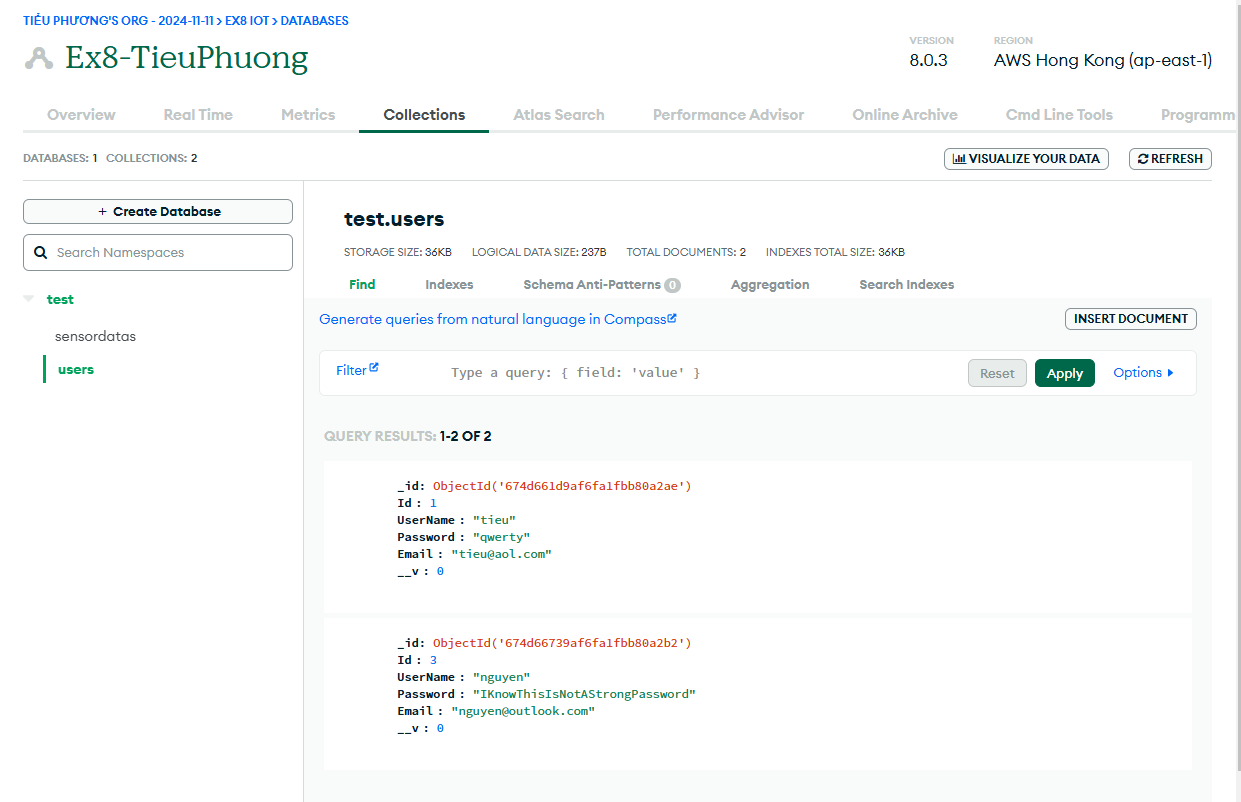 TIỂU PHƯƠNG'S ORG - 2024-11-11 > EX8 IOT > DATABASES
Ex8-TieuPhuong
VERSION
8.0.3
REGION
AWS Hong Kong (ap-east-1)
Overview Real Time Metrics Collections Atlas Search Performance Advisor Online Archive Cmd Line Tools Programm
DATABASES: 1 COLLECTIONS: 2
VISUALIZE YOUR DATA
REFRESH
+ Create Database
Search Namespaces
test
sensordatas
users
test.users
STORAGE SIZE: 36KB LOGICAL DATA SIZE: 237B TOTAL DOCUMENTS: 2 INDEXES TOTAL SIZE: 36KB
Find Indexes Schema Anti-Patterns 0 Aggregation Search Indexes
Generate queries from natural language in Compass
INSERT DOCUMENT
Filter
Type a query: { field: 'value' }
Reset
Apply
Options
QUERY RESULTS: 1-2 OF 2
_id: ObjectId('674d661d9af6fa1fbb80a2ae')
Id : 1
UserName : "tieu"
Password : "qwerty"
Email : "tieu@aol.com"
__v : 0
_id: ObjectId('674d66739af6fa1fbb80a2b2')
Id : 3
UserName : "nguyen"
Password : "IKnowThisIsNotAStrongPassword"
Email : "nguyen@outlook.com"
__v : 0